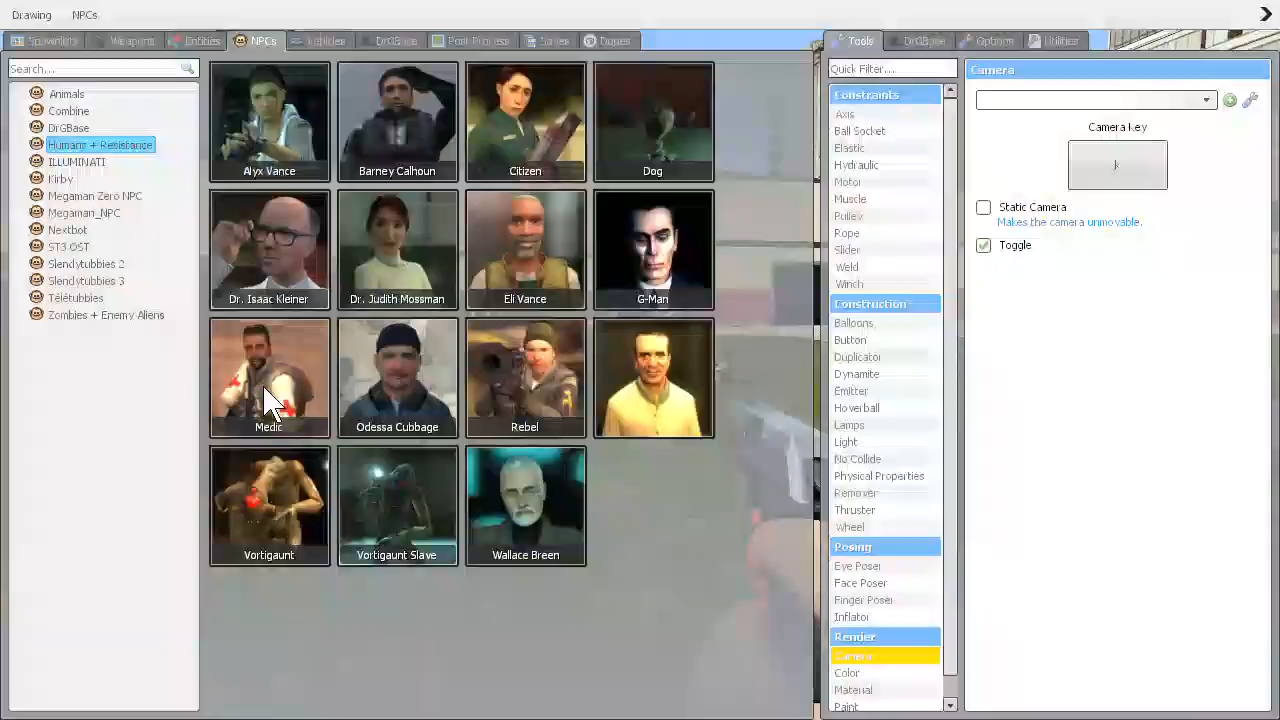 Drawing NPCs
Spawnlists Weapons Entities NPCs Vehicles DrGBase Post Process Saves Dupes
Tools DrGBase Options Utilities
Search...
Animals
Combine
DrGBase
Humans + Resistance
ILLUMINATI
Kirby
Megaman Zero NPC
Megaman_NPC
Nextbot
ST3 OST
Slendytubbies 2
Slendytubbies 3
Teletubbies
Zombies + Enemy Aliens
Alyx Vance
Barney Calhoun
Citizen
Dog
Dr. Isaac Kleiner
Dr. Judith Mossman
Eli Vance
G-Man
Medic
Odessa Cubbage
Rebel
Vortigaunt
Vortigaunt Slave
Wallace Breen
Quick Filter...
Constraints
Axis
Ball Socket
Elastic
Hydraulic
Motor
Muscle
Pulley
Rope
Slider
Weld
Winch
Construction
Balloons
Button
Duplicator
Dynamite
Emitter
Hoverball
Lamps
Light
No Collide
Physical Properties
Remover
Thruster
Wheel
Posing
Eye Poser
Face Poser
Finger Poser
Inflator
Render
Camera
Color
Material
Paint
Camera
Camera Key
Static Camera
Makes the camera unmovable.
Toggle